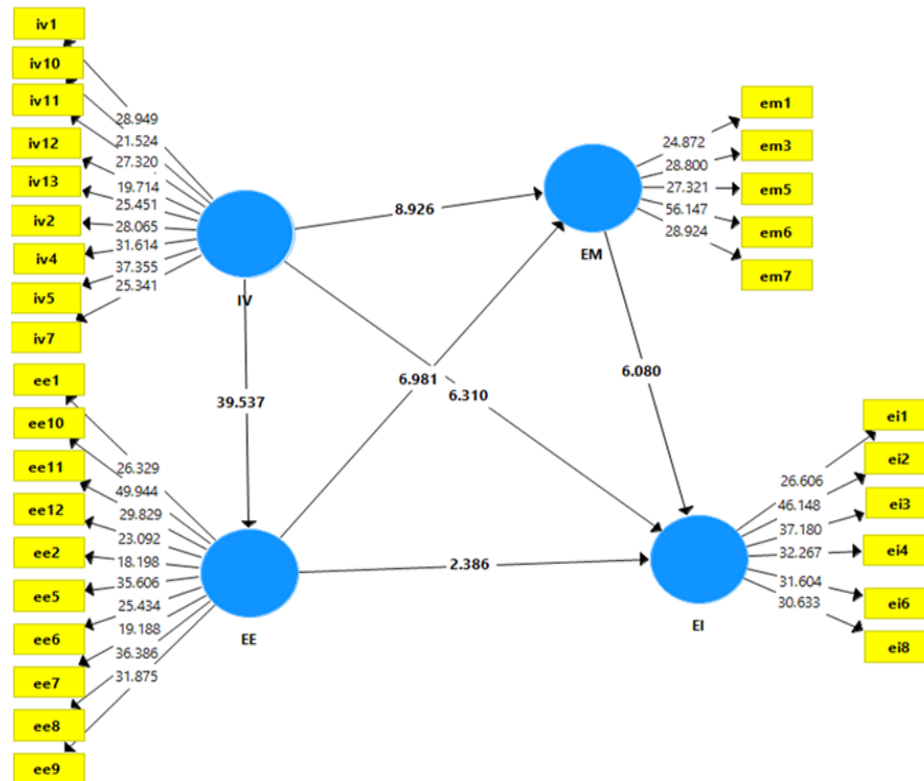 iv1
iv10
iv11
iv12
iv13
iv2
iv4
iv5
iv7
28.949
21.524
27.320
19.714
25.451
28.065
31.614
37.355
25.341
IV
8.926
EM
24.872
28.800
27.321
56.147
28.924
em1
em3
em5
em6
em7
39.537
6.981
6.310
6.080
ee1
ee10
ee11
ee12
ee2
ee5
ee6
ee7
ee8
ee9
26.329
49.944
29.829
23.092
18.198
35.606
25.434
19.188
36.386
31.875
EE
2.386
EI
26.606
46.148
37.180
32.267
31.604
30.633
ei1
ei2
ei3
ei4
ei6
ei8